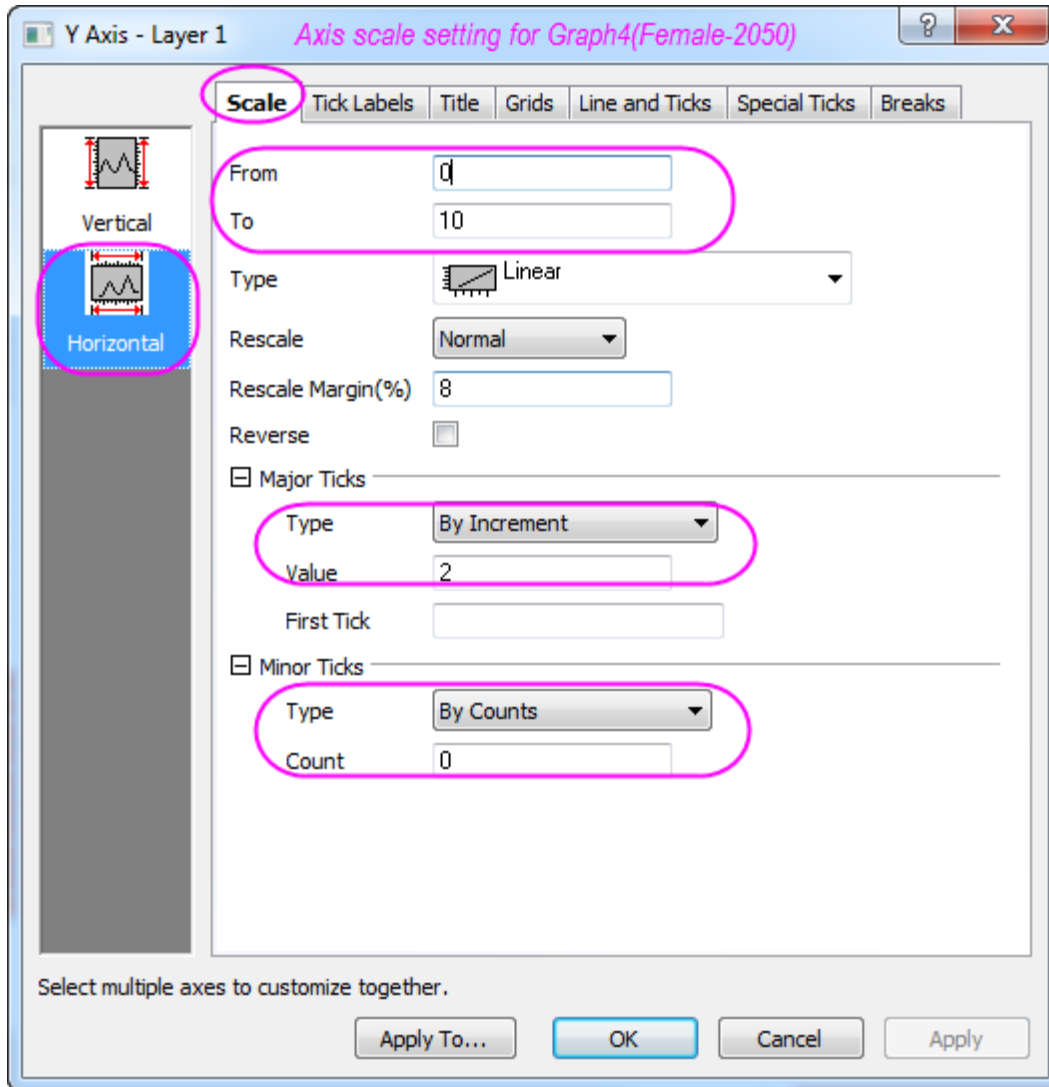 Y Axis - Layer 1 Axis scale setting for Graph4(Female-2050) ? X
Scale Tick Labels Title Grids Line and Ticks Special Ticks Breaks
Vertical
Horizontal
From 0
To 10
Type Linear
Rescale Normal
Rescale Margin(%) 8
Reverse
Major Ticks
Type By Increment
Value 2
First Tick
Minor Ticks
Type By Counts
Count 0
Select multiple axes to customize together.
Apply To... OK Cancel Apply